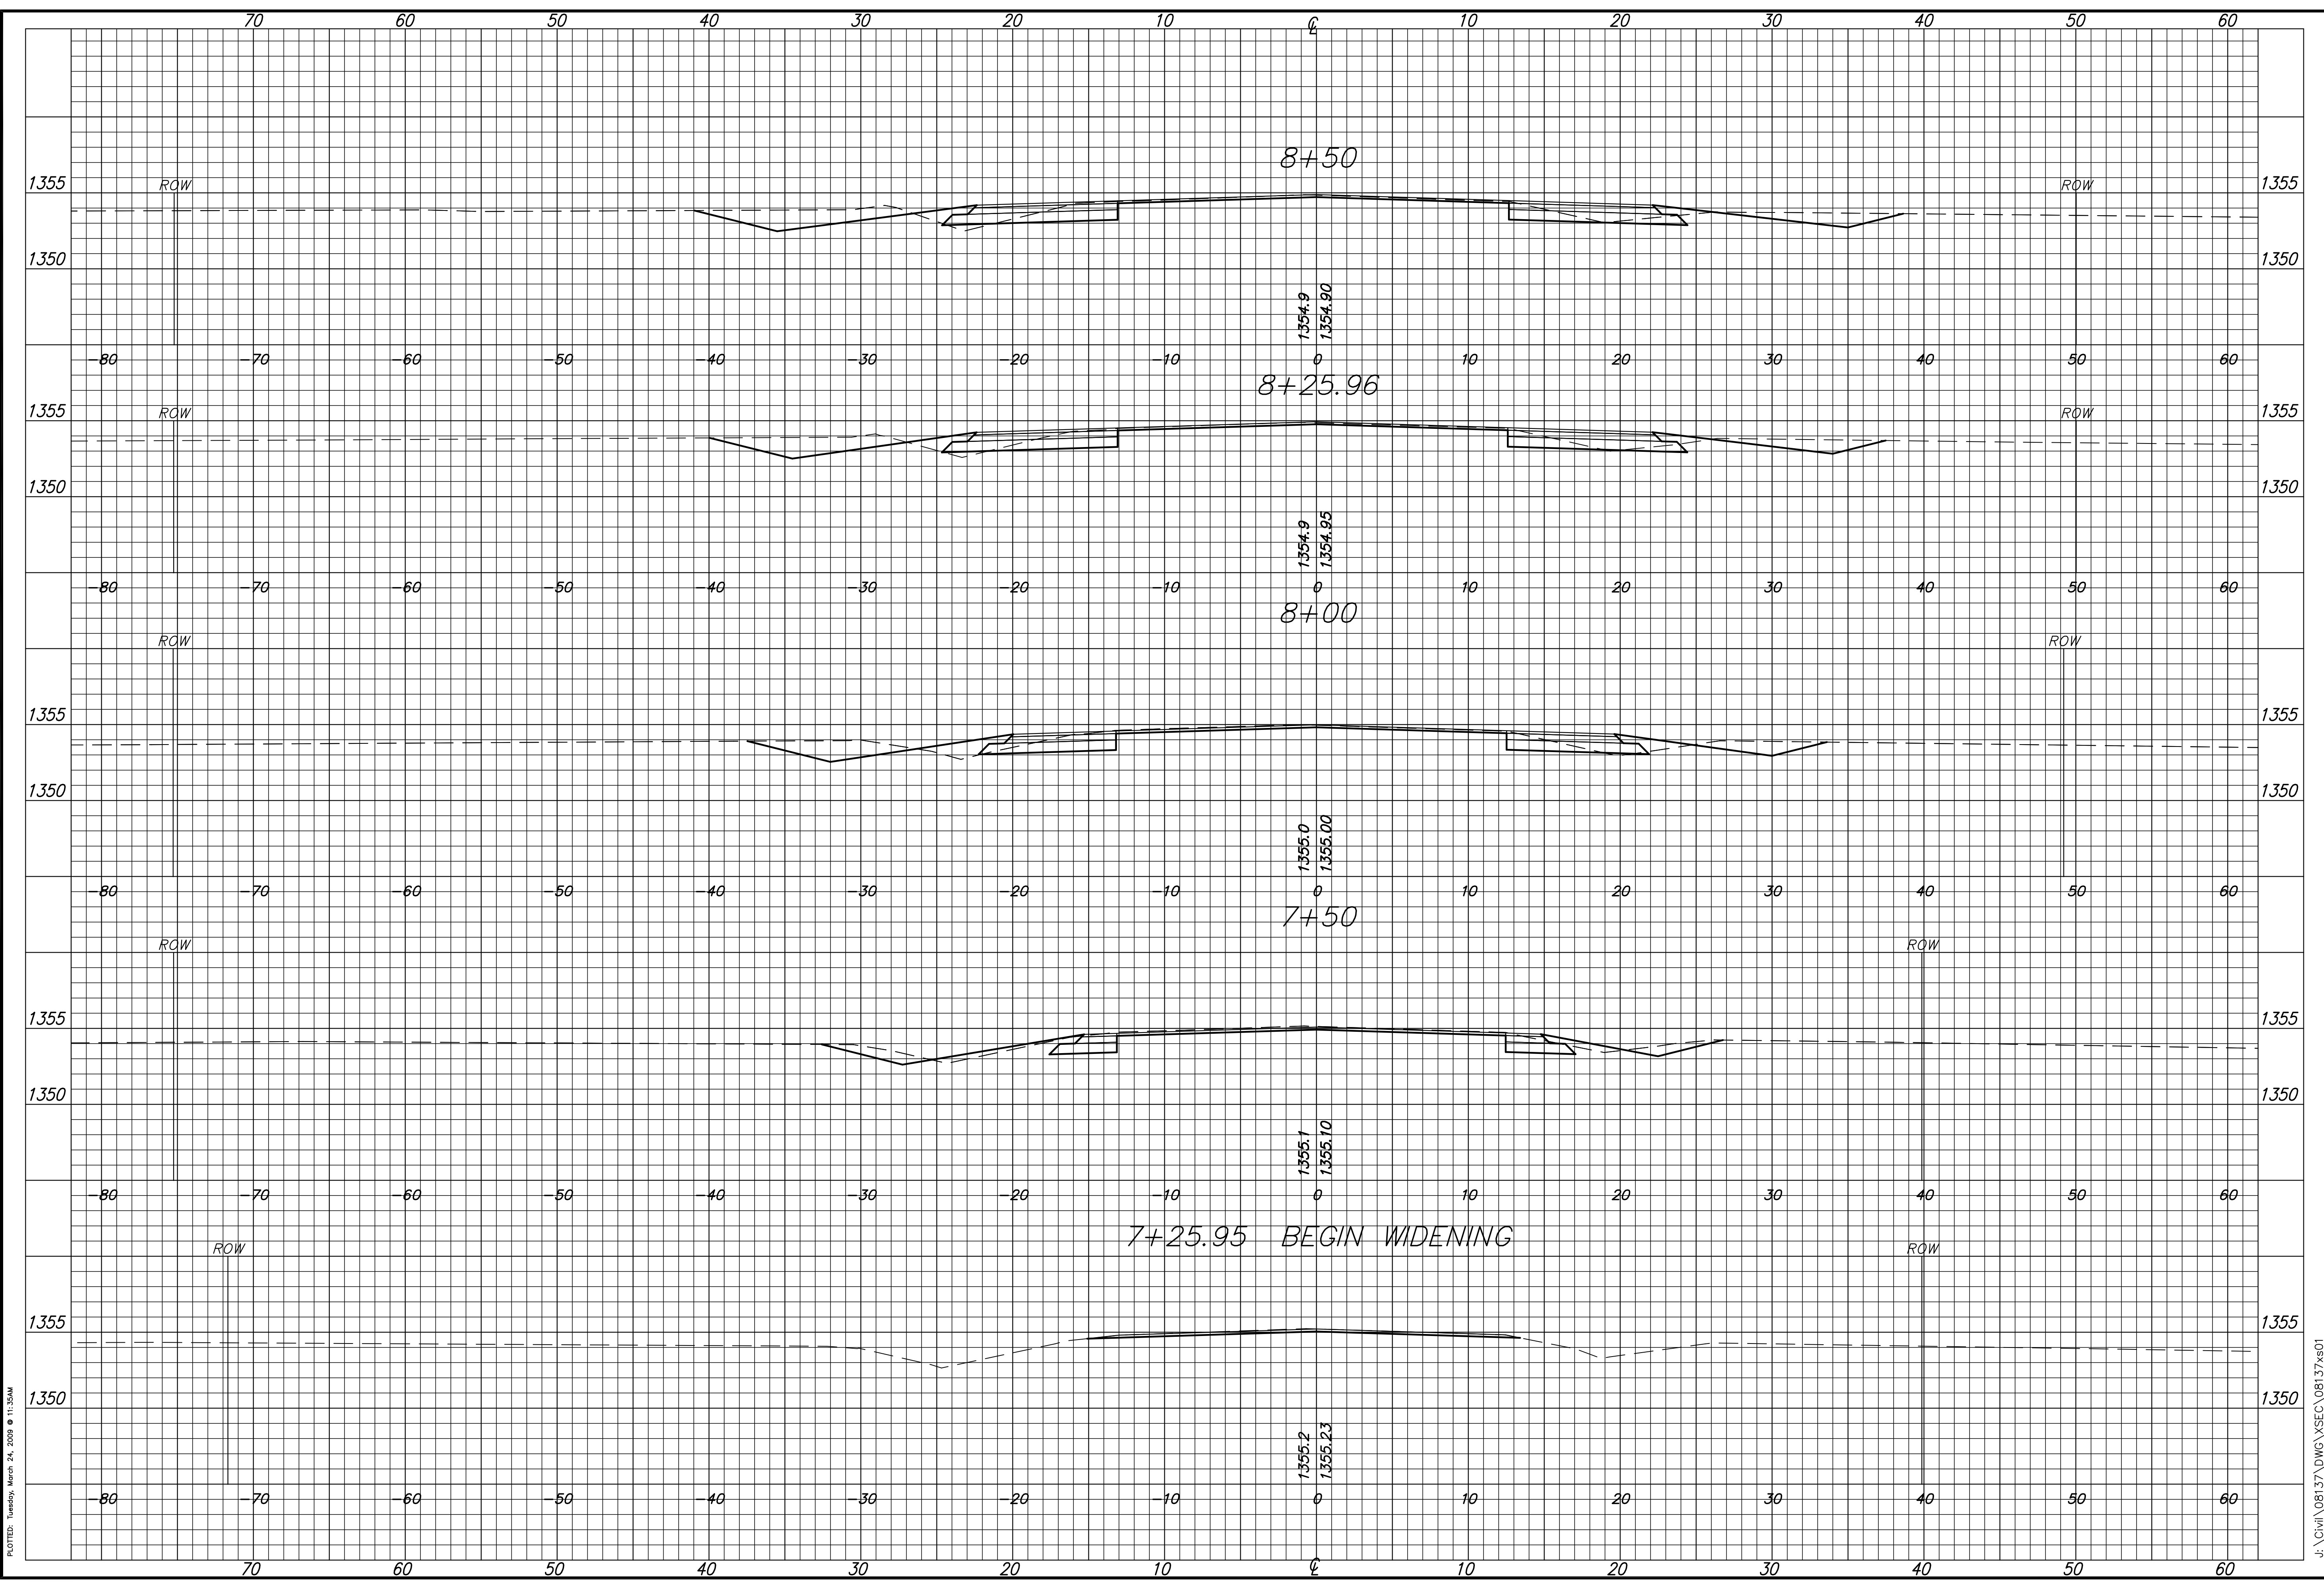 70 60 50 40 30 20 10 ℄ 10 20 30 40 50 60
8+50
1355 ROW ROW 1355
1350 1350
1354.9 1354.90
-80 -70 -60 -50 -40 -30 -20 -10 0 10 20 30 40 50 60
8+25.96
1355 ROW ROW 1355
1350 1350
1354.9 1354.95
-80 -70 -60 -50 -40 -30 -20 -10 0 10 20 30 40 50 60
8+00
ROW ROW
1355 1355
1350 1350
1355.0 1355.00
-80 -70 -60 -50 -40 -30 -20 -10 0 10 20 30 40 50 60
7+50
ROW ROW
1355 1355
1350 1350
1355.1 1355.10
-80 -70 -60 -50 -40 -30 -20 -10 0 10 20 30 40 50 60
7+25.95 BEGIN WIDENING
ROW ROW
1355 1355
1350 1350
1355.2 1355.23
-80 -70 -60 -50 -40 -30 -20 -10 0 10 20 30 40 50 60
70 60 50 40 30 20 10 ℄ 10 20 30 40 50 60
PLOTTED: Tuesday, March 24, 2009 @ 11:35AM
J:\Civil\08137\DWG\XSEC\08137xs01